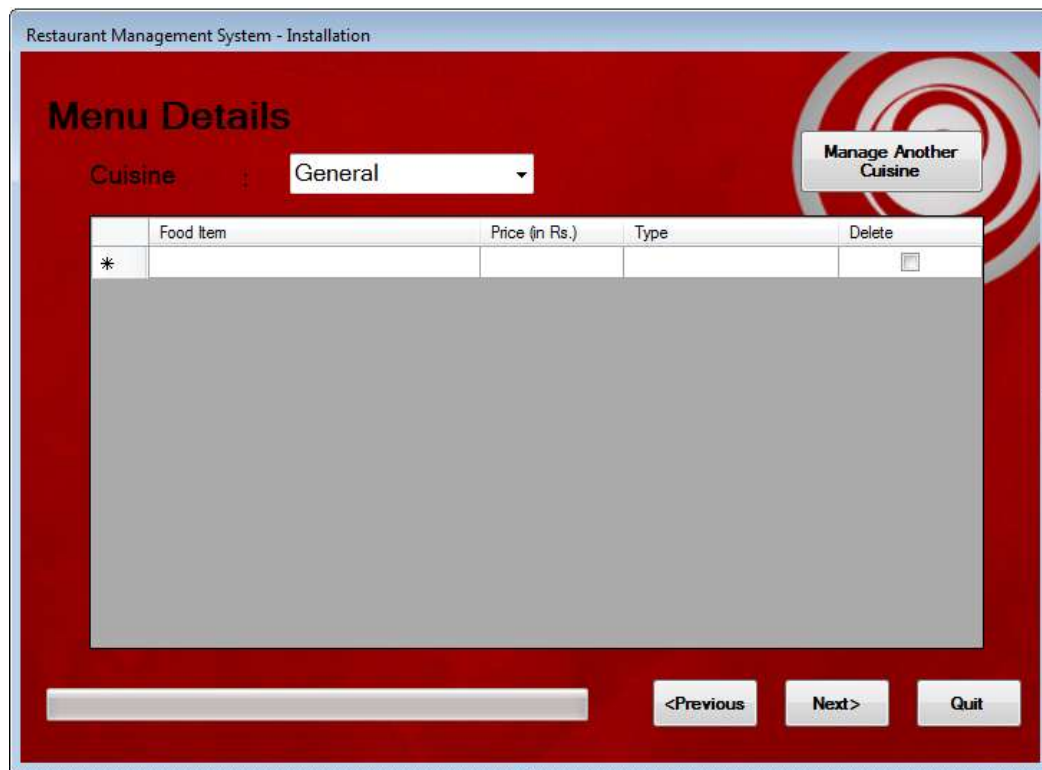 Restaurant Management System - Installation
Menu Details
Manage Another
Cuisine
Cuisine : General
Food Item Price (in Rs.) Type Delete
*
<Previous Next> Quit